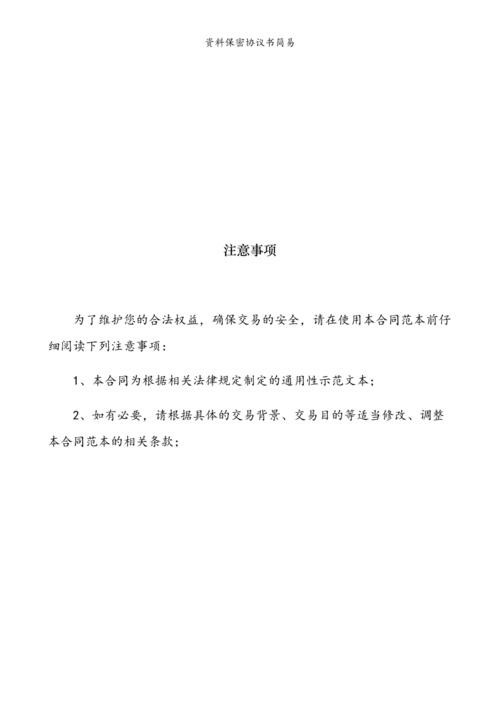 资料保密协议书简易
注意事项
为了维护您的合法权益，确保交易的安全，请在使用本合同范本前仔
细阅读下列注意事项：
1、本合同为根据相关法律规定制定的通用性示范文本；
2、如有必要，请根据具体的交易背景、交易目的等适当修改、调整
本合同范本的相关条款；